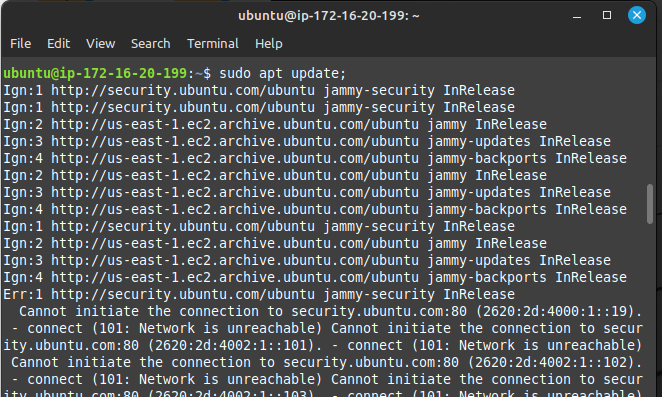 ubuntu@ip-172-16-20-199: ~
File Edit View Search Terminal Help
ubuntu@ip-172-16-20-199:~$ sudo apt update;
Ign:1 http://security.ubuntu.com/ubuntu jammy-security InRelease
Ign:1 http://security.ubuntu.com/ubuntu jammy-security InRelease
Ign:2 http://us-east-1.ec2.archive.ubuntu.com/ubuntu jammy InRelease
Ign:3 http://us-east-1.ec2.archive.ubuntu.com/ubuntu jammy-updates InRelease
Ign:4 http://us-east-1.ec2.archive.ubuntu.com/ubuntu jammy-backports InRelease
Ign:2 http://us-east-1.ec2.archive.ubuntu.com/ubuntu jammy InRelease
Ign:3 http://us-east-1.ec2.archive.ubuntu.com/ubuntu jammy-updates InRelease
Ign:4 http://us-east-1.ec2.archive.ubuntu.com/ubuntu jammy-backports InRelease
Ign:1 http://security.ubuntu.com/ubuntu jammy-security InRelease
Ign:2 http://us-east-1.ec2.archive.ubuntu.com/ubuntu jammy InRelease
Ign:3 http://us-east-1.ec2.archive.ubuntu.com/ubuntu jammy-updates InRelease
Ign:4 http://us-east-1.ec2.archive.ubuntu.com/ubuntu jammy-backports InRelease
Err:1 http://security.ubuntu.com/ubuntu jammy-security InRelease
  Cannot initiate the connection to security.ubuntu.com:80 (2620:2d:4000:1::19).
 - connect (101: Network is unreachable) Cannot initiate the connection to secur
ity.ubuntu.com:80 (2620:2d:4002:1::101). - connect (101: Network is unreachable)
 Cannot initiate the connection to security.ubuntu.com:80 (2620:2d:4002:1::102).
 - connect (101: Network is unreachable) Cannot initiate the connection to secur
ity.ubuntu.com:80 (2620:2d:4002:1::103). - connect (101: Network is unreachable)